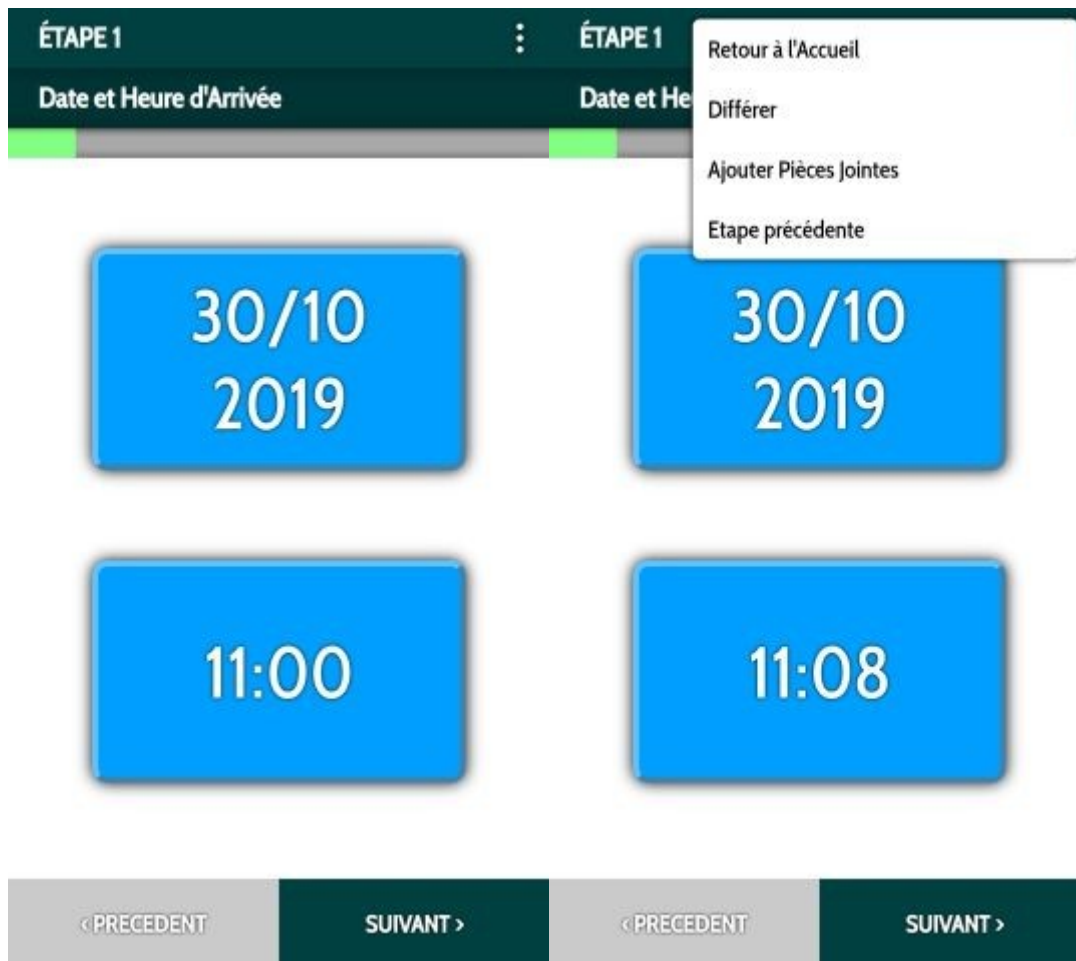 ÉTAPE 1
Date et Heure d'Arrivée
30/10
2019
11:00
‹ PRECEDENT
SUIVANT ›
ÉTAPE 1
Date et He
Retour à l'Accueil
Différer
Ajouter Pièces Jointes
Etape précédente
30/10
2019
11:08
‹ PRECEDENT
SUIVANT ›